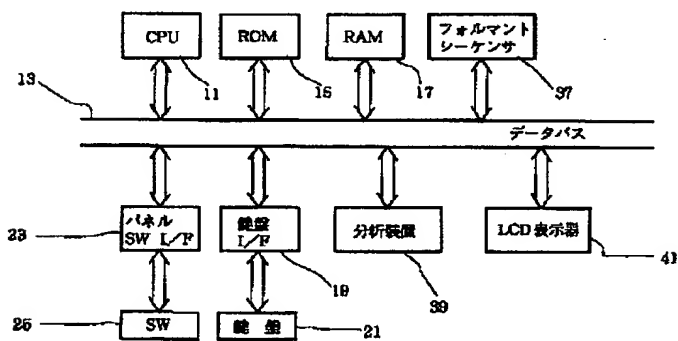 CPU
ROM
RAM
フォルマント
シーケンサ
11
15
17
37
13
データバス
パネル
SW I/F
鍵盤
I/F
分析装置
LCD表示器
23
19
39
41
SW
鍵 盤
25
21